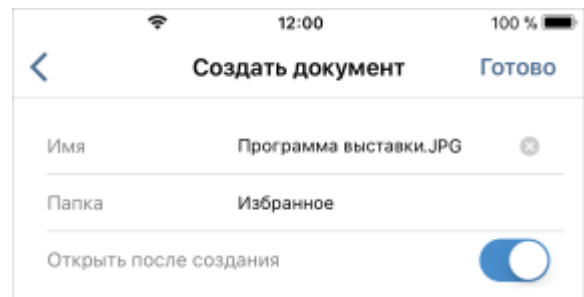 12:00 100 %
Создать документ Готово
Имя Программа выставки.JPG
Папка Избранное
Открыть после создания